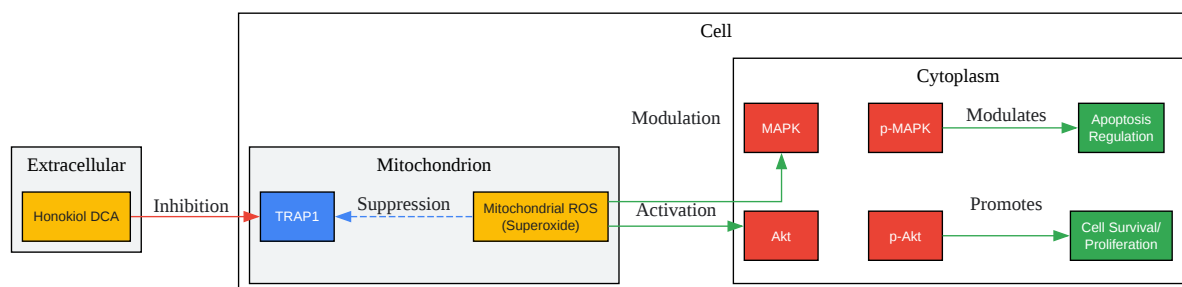 Cell
Cytoplasm
Modulation
MAPK
p-MAPK
Modulates
Apoptosis
Regulation
Extracellular
Mitochondrion
Honokiol DCA
Inhibition
TRAP1
Suppression
Mitochondrial ROS
(Superoxide)
Activation
Akt
p-Akt
Promotes
Cell Survival/
Proliferation